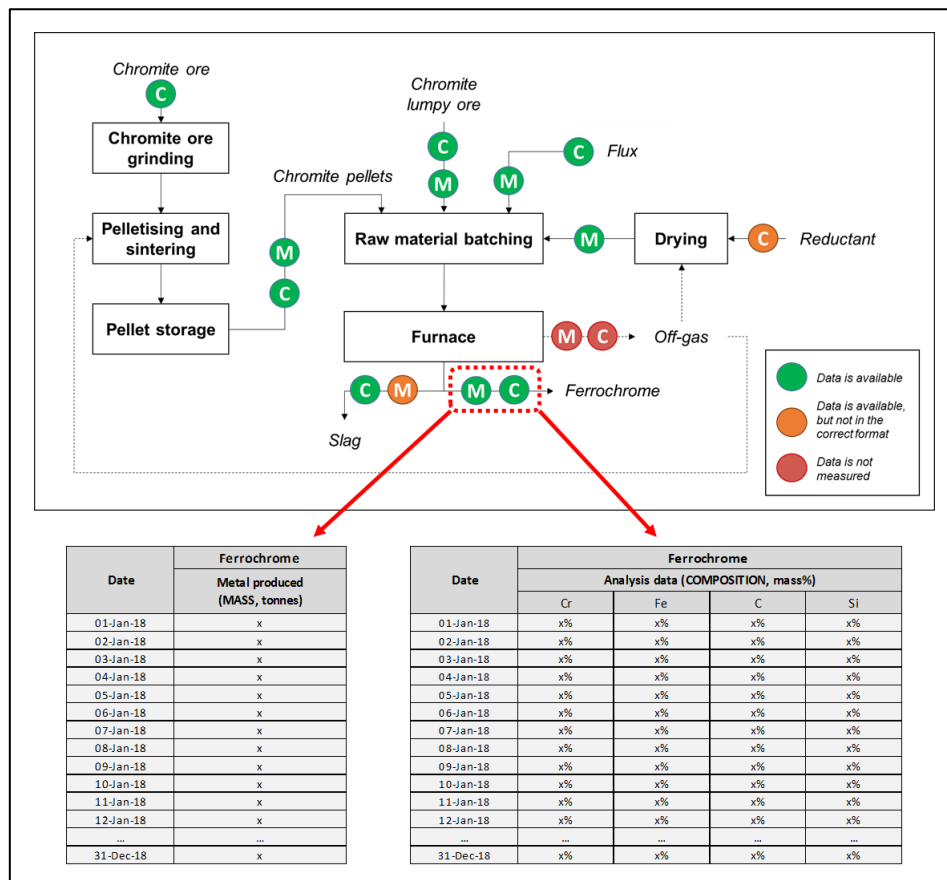 Chromite ore
C
Chromite ore
grinding
Pelletising and
sintering
Pellet storage
Chromite pellets
M
C
Chromite
lumpy ore
C
M
C
Flux
M
Raw material batching
M
Drying
C
Reductant
Furnace
M
C
Off-gas
C
M
M
C
Ferrochrome
Slag
Data is available
Data is available,
but not in the
correct format
Data is not
measured
Date
Ferrochrome
Metal produced
(MASS, tonnes)
01-Jan-18 x
02-Jan-18 x
03-Jan-18 x
04-Jan-18 x
05-Jan-18 x
06-Jan-18 x
07-Jan-18 x
08-Jan-18 x
09-Jan-18 x
10-Jan-18 x
11-Jan-18 x
12-Jan-18 x
... ...
31-Dec-18 x
Date
Ferrochrome
Analysis data (COMPOSITION, mass%)
Cr Fe C Si
01-Jan-18 x% x% x% x%
02-Jan-18 x% x% x% x%
03-Jan-18 x% x% x% x%
04-Jan-18 x% x% x% x%
05-Jan-18 x% x% x% x%
06-Jan-18 x% x% x% x%
07-Jan-18 x% x% x% x%
08-Jan-18 x% x% x% x%
09-Jan-18 x% x% x% x%
10-Jan-18 x% x% x% x%
11-Jan-18 x% x% x% x%
12-Jan-18 x% x% x% x%
... ... ... ... ...
31-Dec-18 x% x% x% x%